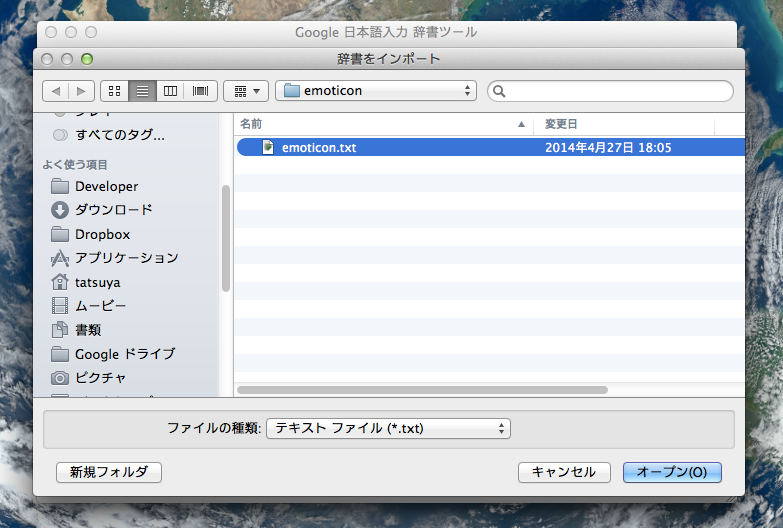 Google 日本語入力 辞書ツール
辞書をインポート
emoticon
すべてのタグ...
よく使う項目
Developer
ダウンロード
Dropbox
アプリケーション
tatsuya
ムービー
書類
Google ドライブ
ピクチャ
名前
変更日
emoticon.txt
2014年4月27日 18:05
ファイルの種類:
テキスト ファイル (*.txt)
新規フォルダ
キャンセル
オープン(O)